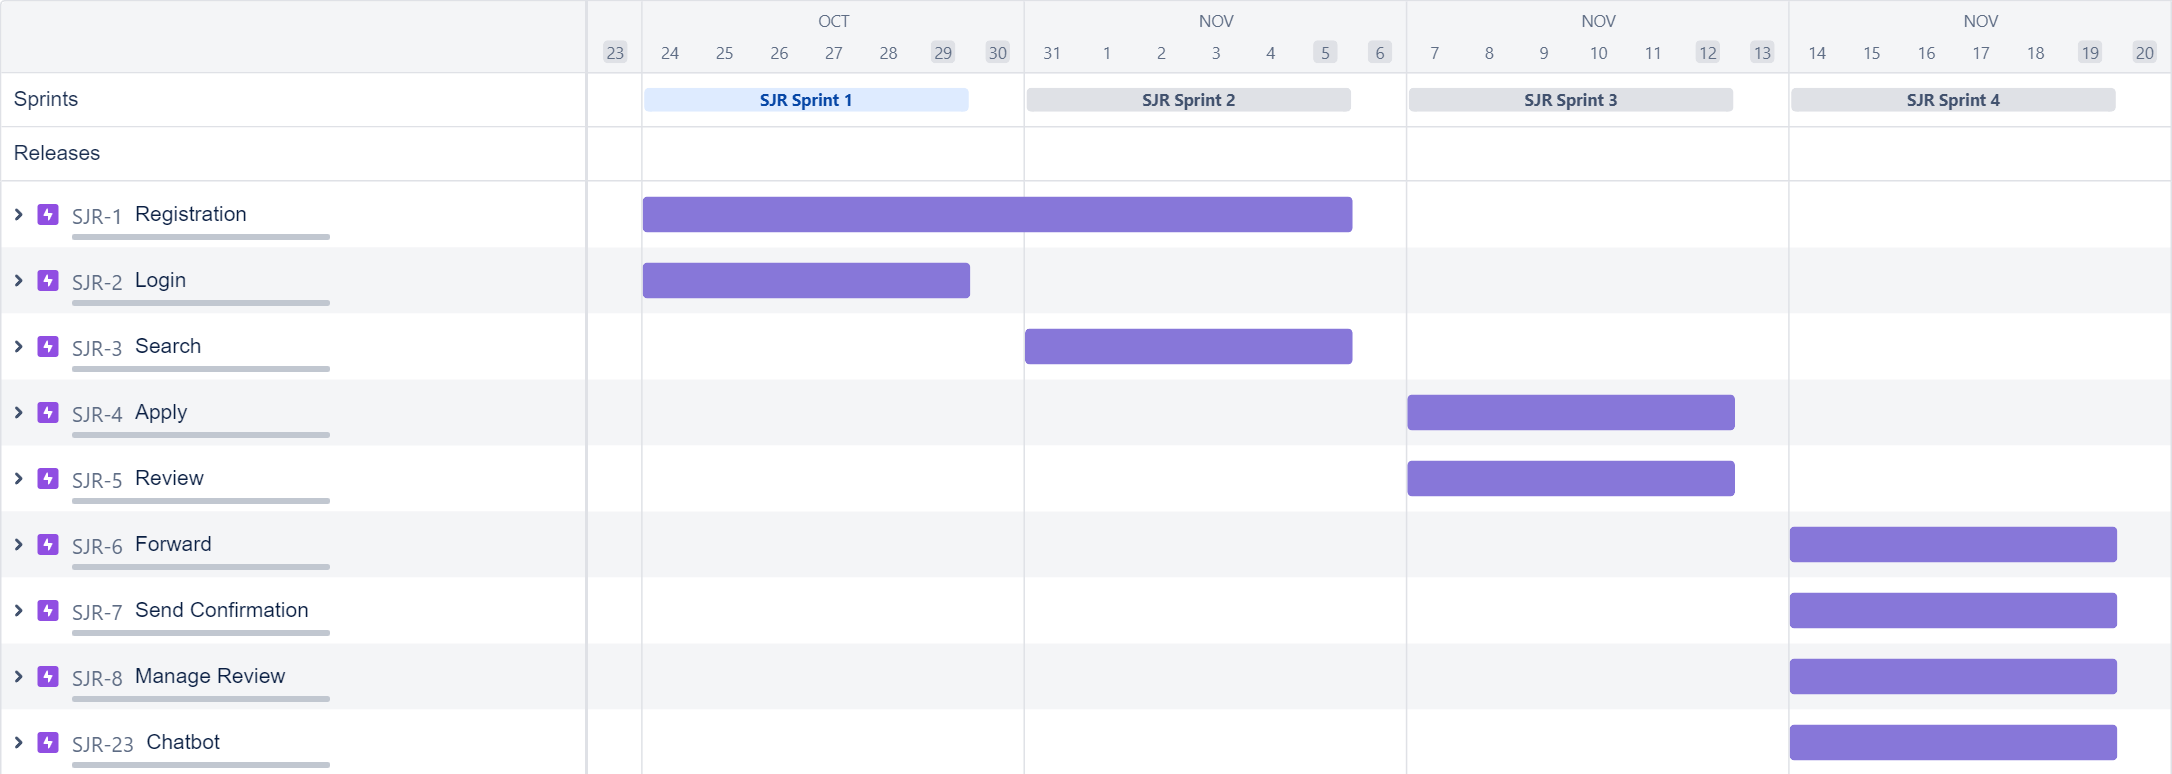 OCT NOV NOV NOV
23 24 25 26 27 28 29 30 31 1 2 3 4 5 6 7 8 9 10 11 12 13 14 15 16 17 18 19 20
Sprints SJR Sprint 1 SJR Sprint 2 SJR Sprint 3 SJR Sprint 4
Releases
SJR-1 Registration
SJR-2 Login
SJR-3 Search
SJR-4 Apply
SJR-5 Review
SJR-6 Forward
SJR-7 Send Confirmation
SJR-8 Manage Review
SJR-23 Chatbot